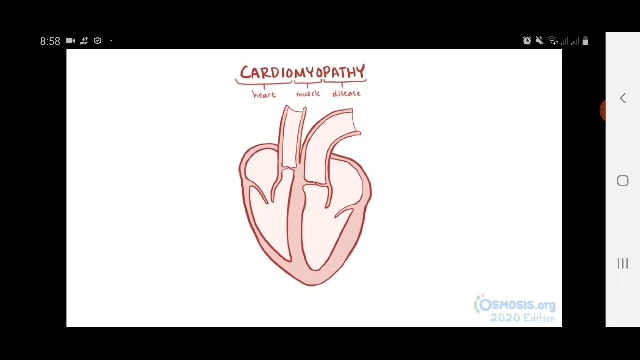 8:58
CARDIOMYOPATHY
heart muscle disease
OSMOSIS.org
2020 Edition